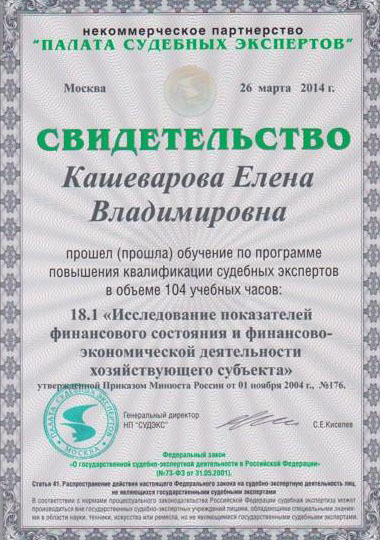 некоммерческое партнерство
"ПАЛАТА СУДЕБНЫХ ЭКСПЕРТОВ"
Москва 26 марта 2014 г.
СВИДЕТЕЛЬСТВО
Кашеварова Елена
Владимировна
прошел (прошла) обучение по программе
повышения квалификации судебных экспертов
в объеме 104 учебных часов:
18.1 «Исследование показателей
финансового состояния и финансово-
экономической деятельности
хозяйствующего субъекта»
утвержденной Приказом Минюста России от 01 ноября 2004 г., №176.
ПАЛАТА СУДЕБНЫХ ЭКСПЕРТОВ
МОСКВА
Генеральный директор
НП "СУДЭКС" С.Е.Киселев
Федеральный закон
«О государственной судебно-экспертной деятельности в Российской Федерации»
(№73-ФЗ от 31.05.2001).
Статья 41. Распространение действия настоящего Федерального закона на судебно-экспертную деятельность лиц,
не являющихся государственными судебными экспертами
В соответствии с нормами процессуального законодательства Российской Федерации судебная экспертиза может
производиться вне государственных судебно-экспертных учреждений лицами, обладающими специальными знания-
ми в области науки, техники, искусства или ремесла, но не являющимися государственными судебными экспертами.